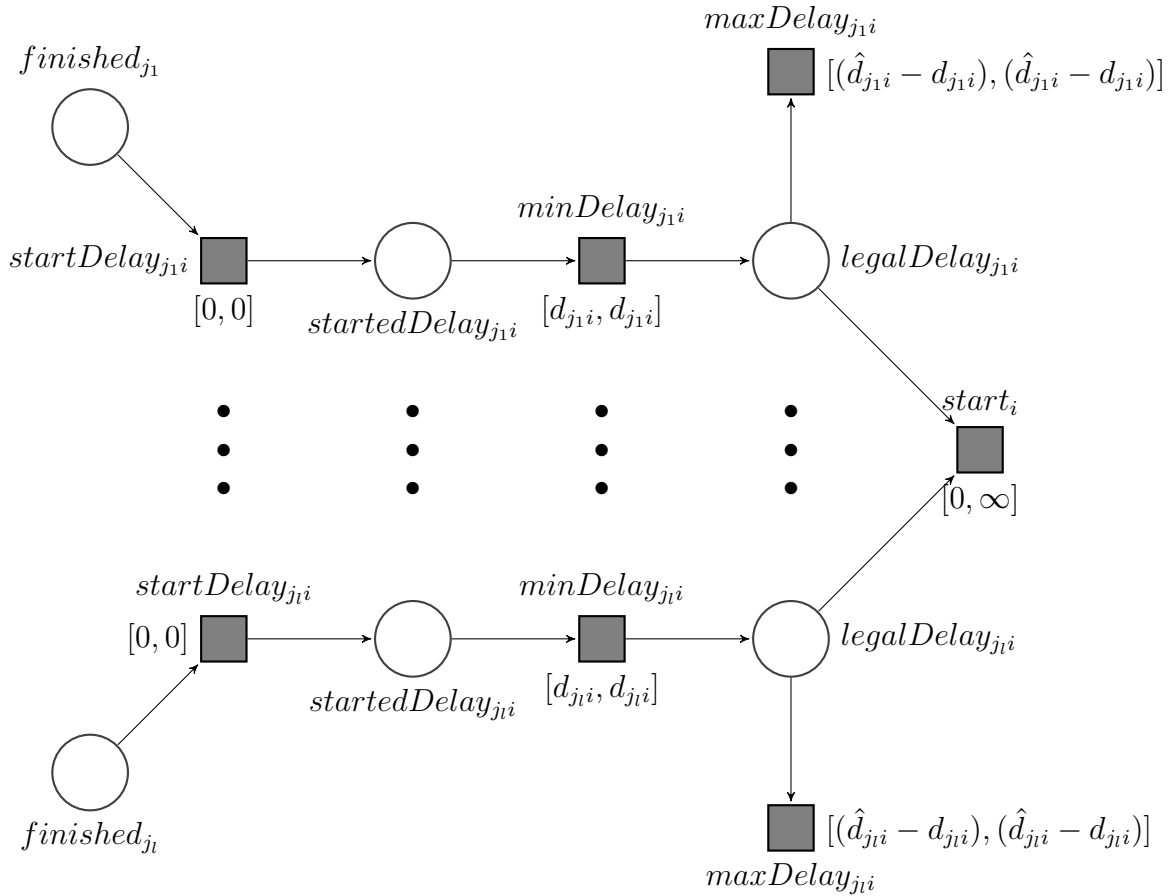 maxDelay_{j_1i}
finished_{j_1}
[(\hat{d}_{j_1i} − d_{j_1i}), (\hat{d}_{j_1i} − d_{j_1i})]
minDelay_{j_1i}
startDelay_{j_1i}
legalDelay_{j_1i}
[0, 0]
startedDelay_{j_1i}
[d_{j_1i}, d_{j_1i}]
start_i
[0, ∞]
startDelay_{j_li}
minDelay_{j_li}
[0, 0]
legalDelay_{j_li}
startedDelay_{j_li}
[d_{j_li}, d_{j_li}]
finished_{j_l}
[(\hat{d}_{j_li} − d_{j_li}), (\hat{d}_{j_li} − d_{j_li})]
maxDelay_{j_li}